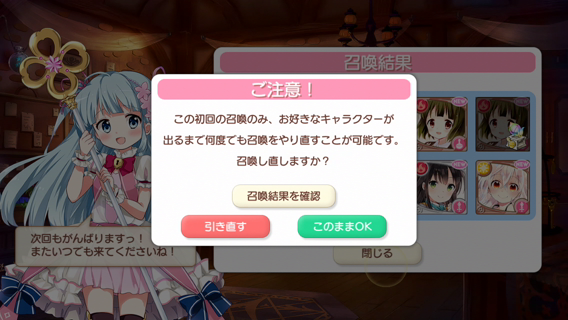 召喚結果
ご注意！
この初回の召喚のみ、お好きなキャラクターが
出るまで何度でも召喚をやり直すことが可能です。
召喚し直しますか？
召喚結果を確認
引き直す
このままOK
次回もがんばりますっ！
またいつでも来てくださいね！
閉じる
NEW
NEW
NEW